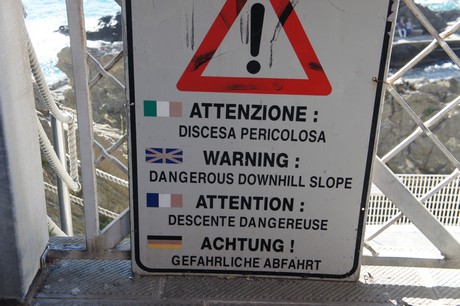 ATTENZIONE :
DISCESA PERICOLOSA
WARNING :
DANGEROUS DOWNHILL SLOPE
ATTENTION :
DESCENTE DANGEREUSE
ACHTUNG !
GEFAHRLICHE ABFAHRT